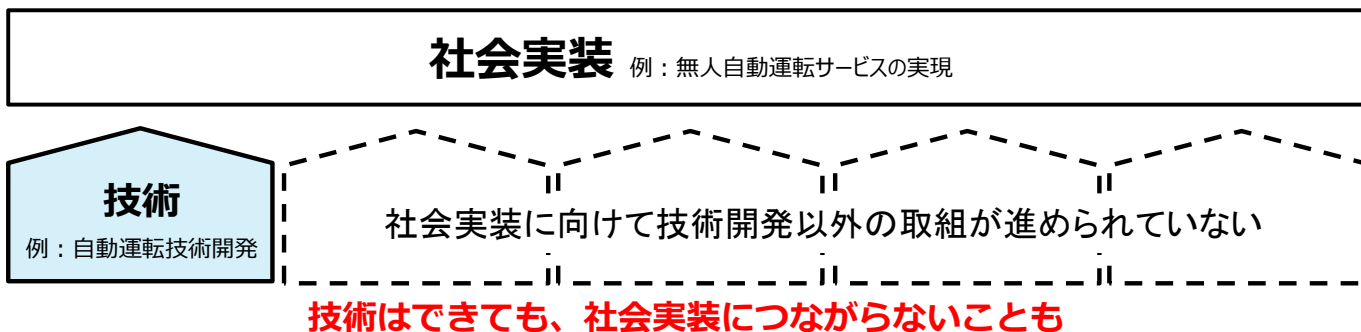 社会実装 例：無人自動運転サービスの実現
技術
例：自動運転技術開発
社会実装に向けて技術開発以外の取組が進められていない
技術はできても、社会実装につながらないことも